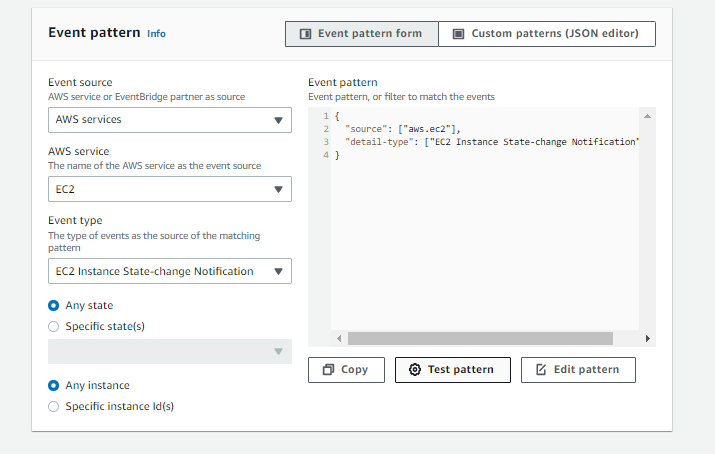 Event pattern Info
Event pattern form
Custom patterns (JSON editor)
Event source
AWS service or EventBridge partner as source
AWS services
AWS service
The name of the AWS service as the event source
EC2
Event type
The type of events as the source of the matching
pattern
EC2 Instance State-change Notification
Any state
Specific state(s)
Any instance
Specific instance Id(s)
Event pattern
Event pattern, or filter to match the events
1 {
2 "source": ["aws.ec2"],
3 "detail-type": ["EC2 Instance State-change Notification"
4 }
Copy
Test pattern
Edit pattern